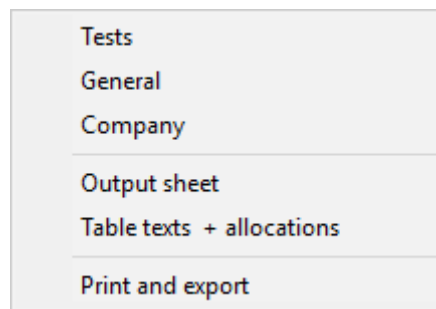 Tests
General
Company
Output sheet
Table texts + allocations
Print and export